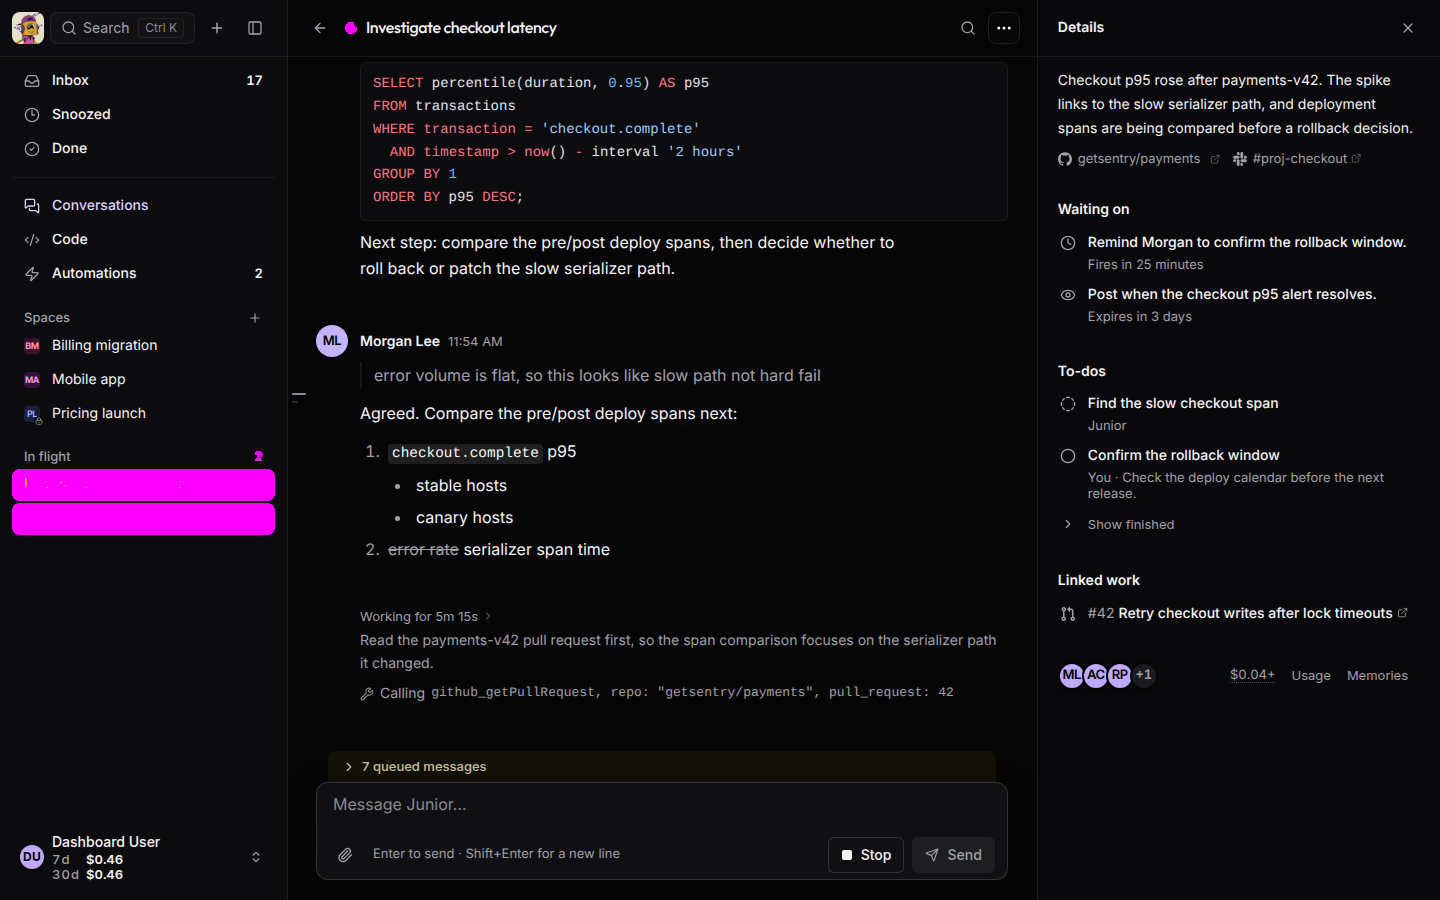 Search Ctrl K
Inbox 17
Snoozed
Done
Conversations
Code
Automations 2
Spaces
BM Billing migration
MA Mobile app
PL Pricing launch
In flight
DU Dashboard User
7d $0.46
30d $0.46
Investigate checkout latency
SELECT percentile(duration, 0.95) AS p95
FROM transactions
WHERE transaction = 'checkout.complete'
AND timestamp > now() - interval '2 hours'
GROUP BY 1
ORDER BY p95 DESC;
Next step: compare the pre/post deploy spans, then decide whether to
roll back or patch the slow serializer path.
ML Morgan Lee 11:54 AM
error volume is flat, so this looks like slow path not hard fail
Agreed. Compare the pre/post deploy spans next:
1. checkout.complete p95
• stable hosts
• canary hosts
2. error rate serializer span time
Working for 5m 15s
Read the payments-v42 pull request first, so the span comparison focuses on the serializer path
it changed.
Calling github_getPullRequest, repo: "getsentry/payments", pull_request: 42
7 queued messages
Message Junior...
Enter to send · Shift+Enter for a new line
Stop
Send
Details
Checkout p95 rose after payments-v42. The spike
links to the slow serializer path, and deployment
spans are being compared before a rollback decision.
getsentry/payments #proj-checkout
Waiting on
Remind Morgan to confirm the rollback window.
Fires in 25 minutes
Post when the checkout p95 alert resolves.
Expires in 3 days
To-dos
Find the slow checkout span
Junior
Confirm the rollback window
You · Check the deploy calendar before the next
release.
Show finished
Linked work
#42 Retry checkout writes after lock timeouts
ML AC RP +1 $0.04+ Usage Memories